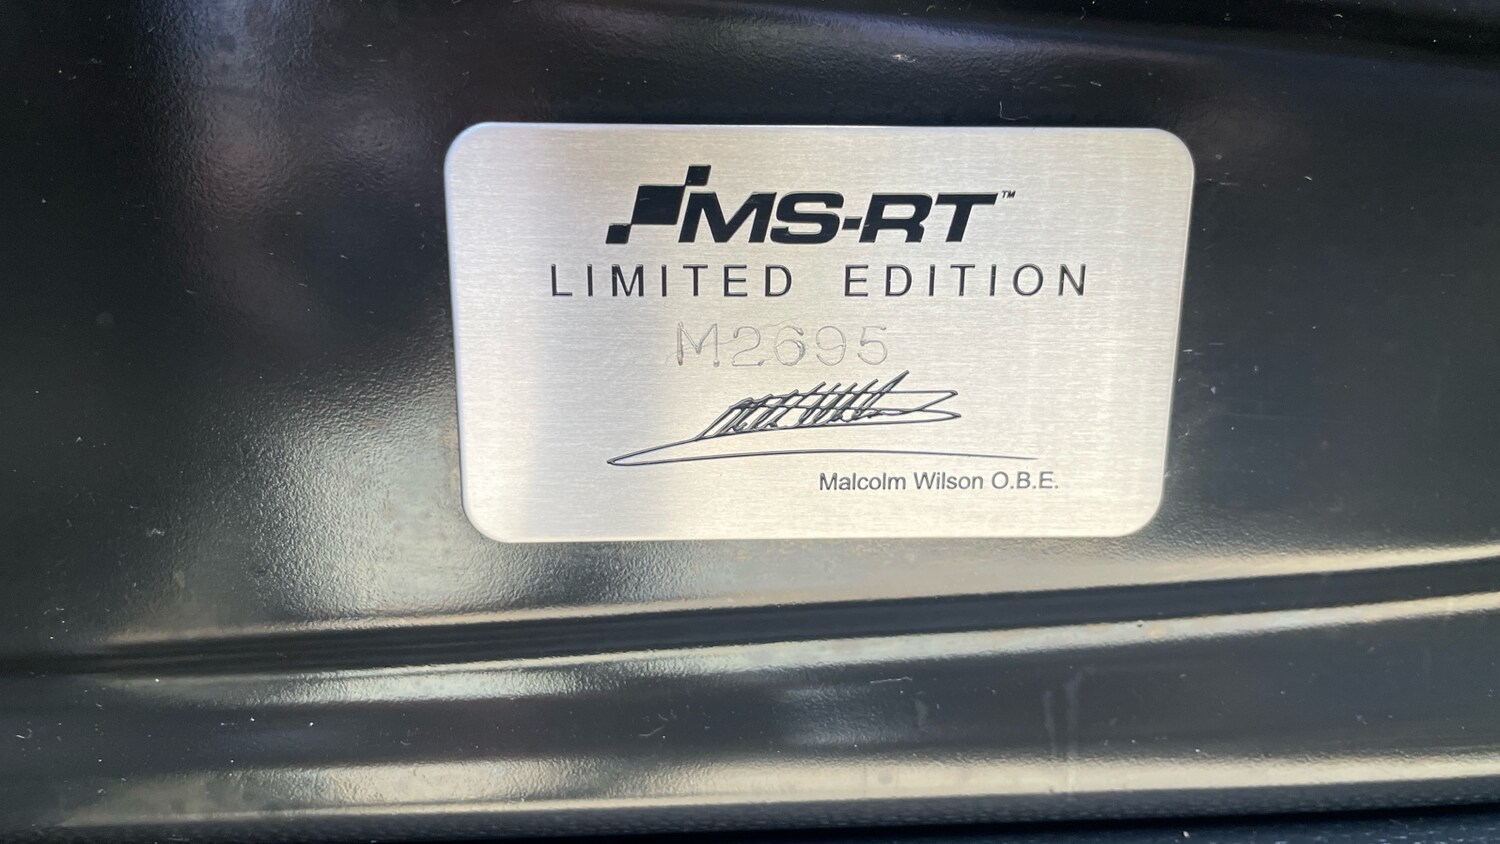 MS-RT™
LIMITED EDITION
M2695
Malcolm Wilson O.B.E.